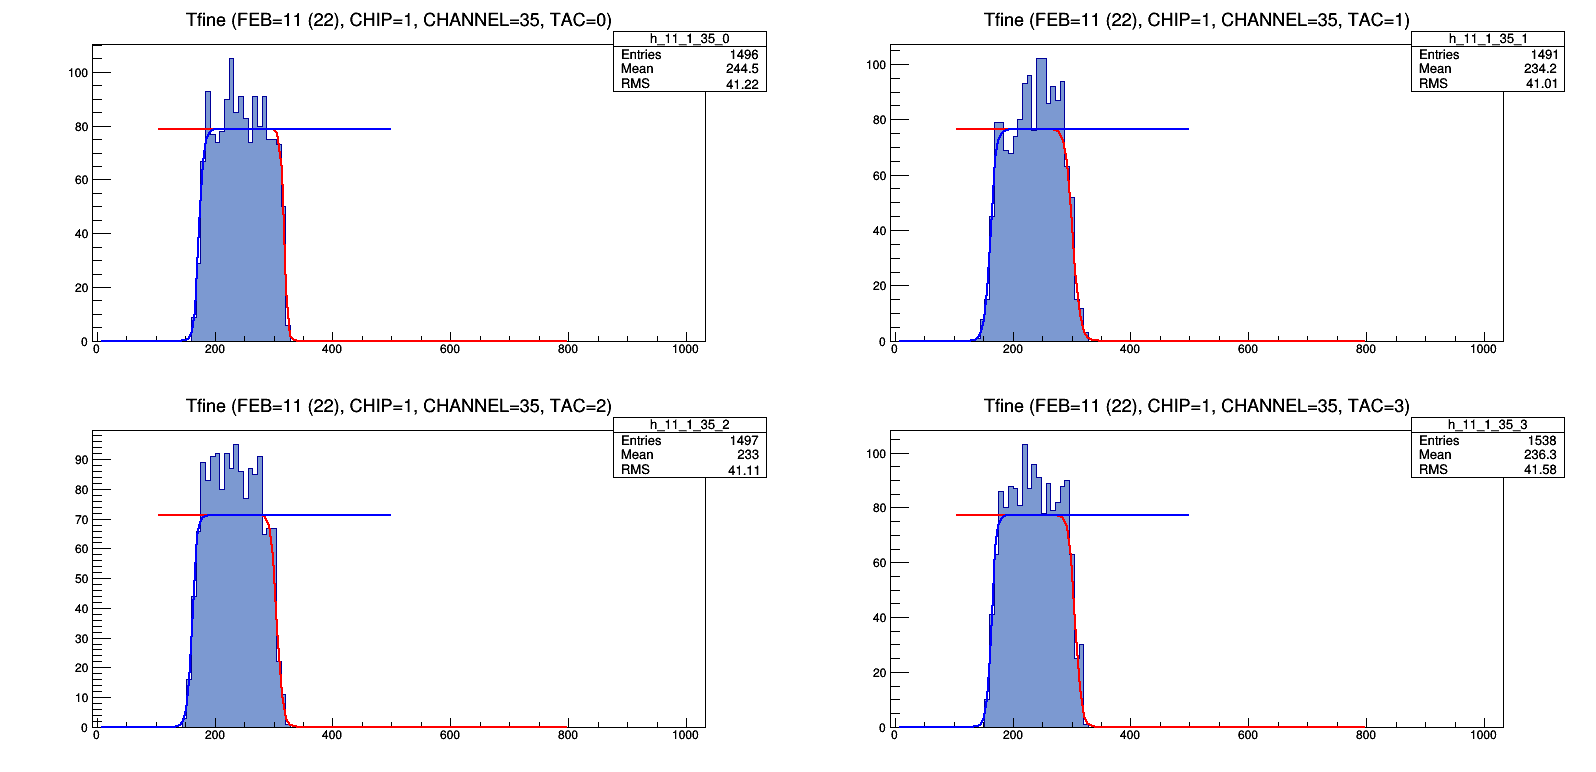 Tfine (FEB=11 (22), CHIP=1, CHANNEL=35, TAC=0)
h_11_1_35_0
Entries 1496
Mean 244.5
RMS 41.22
100
80
60
40
20
0
0 200 400 600 800 1000
Tfine (FEB=11 (22), CHIP=1, CHANNEL=35, TAC=1)
h_11_1_35_1
Entries 1491
Mean 234.2
RMS 41.01
100
80
60
40
20
0
0 200 400 600 800 1000
Tfine (FEB=11 (22), CHIP=1, CHANNEL=35, TAC=2)
h_11_1_35_2
Entries 1497
Mean 233
RMS 41.11
90
80
70
60
50
40
30
20
10
0
0 200 400 600 800 1000
Tfine (FEB=11 (22), CHIP=1, CHANNEL=35, TAC=3)
h_11_1_35_3
Entries 1538
Mean 236.3
RMS 41.58
100
80
60
40
20
0
0 200 400 600 800 1000